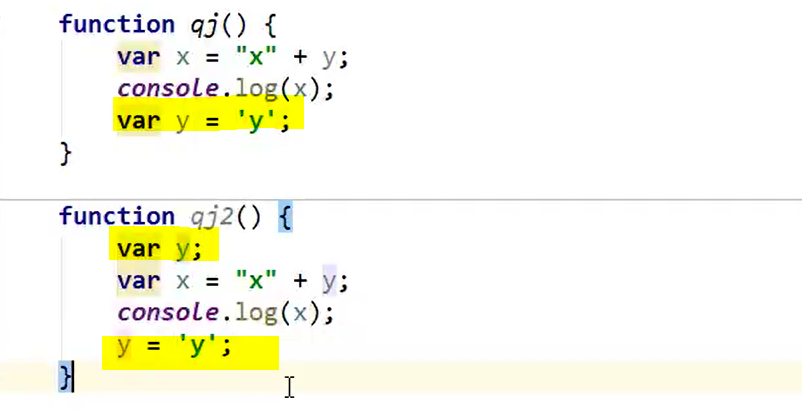 function qj() {
    var x = "x" + y;
    console.log(x);
    var y = 'y';
}
function qj2() {
    var y;
    var x = "x" + y;
    console.log(x);
    y = 'y';
}